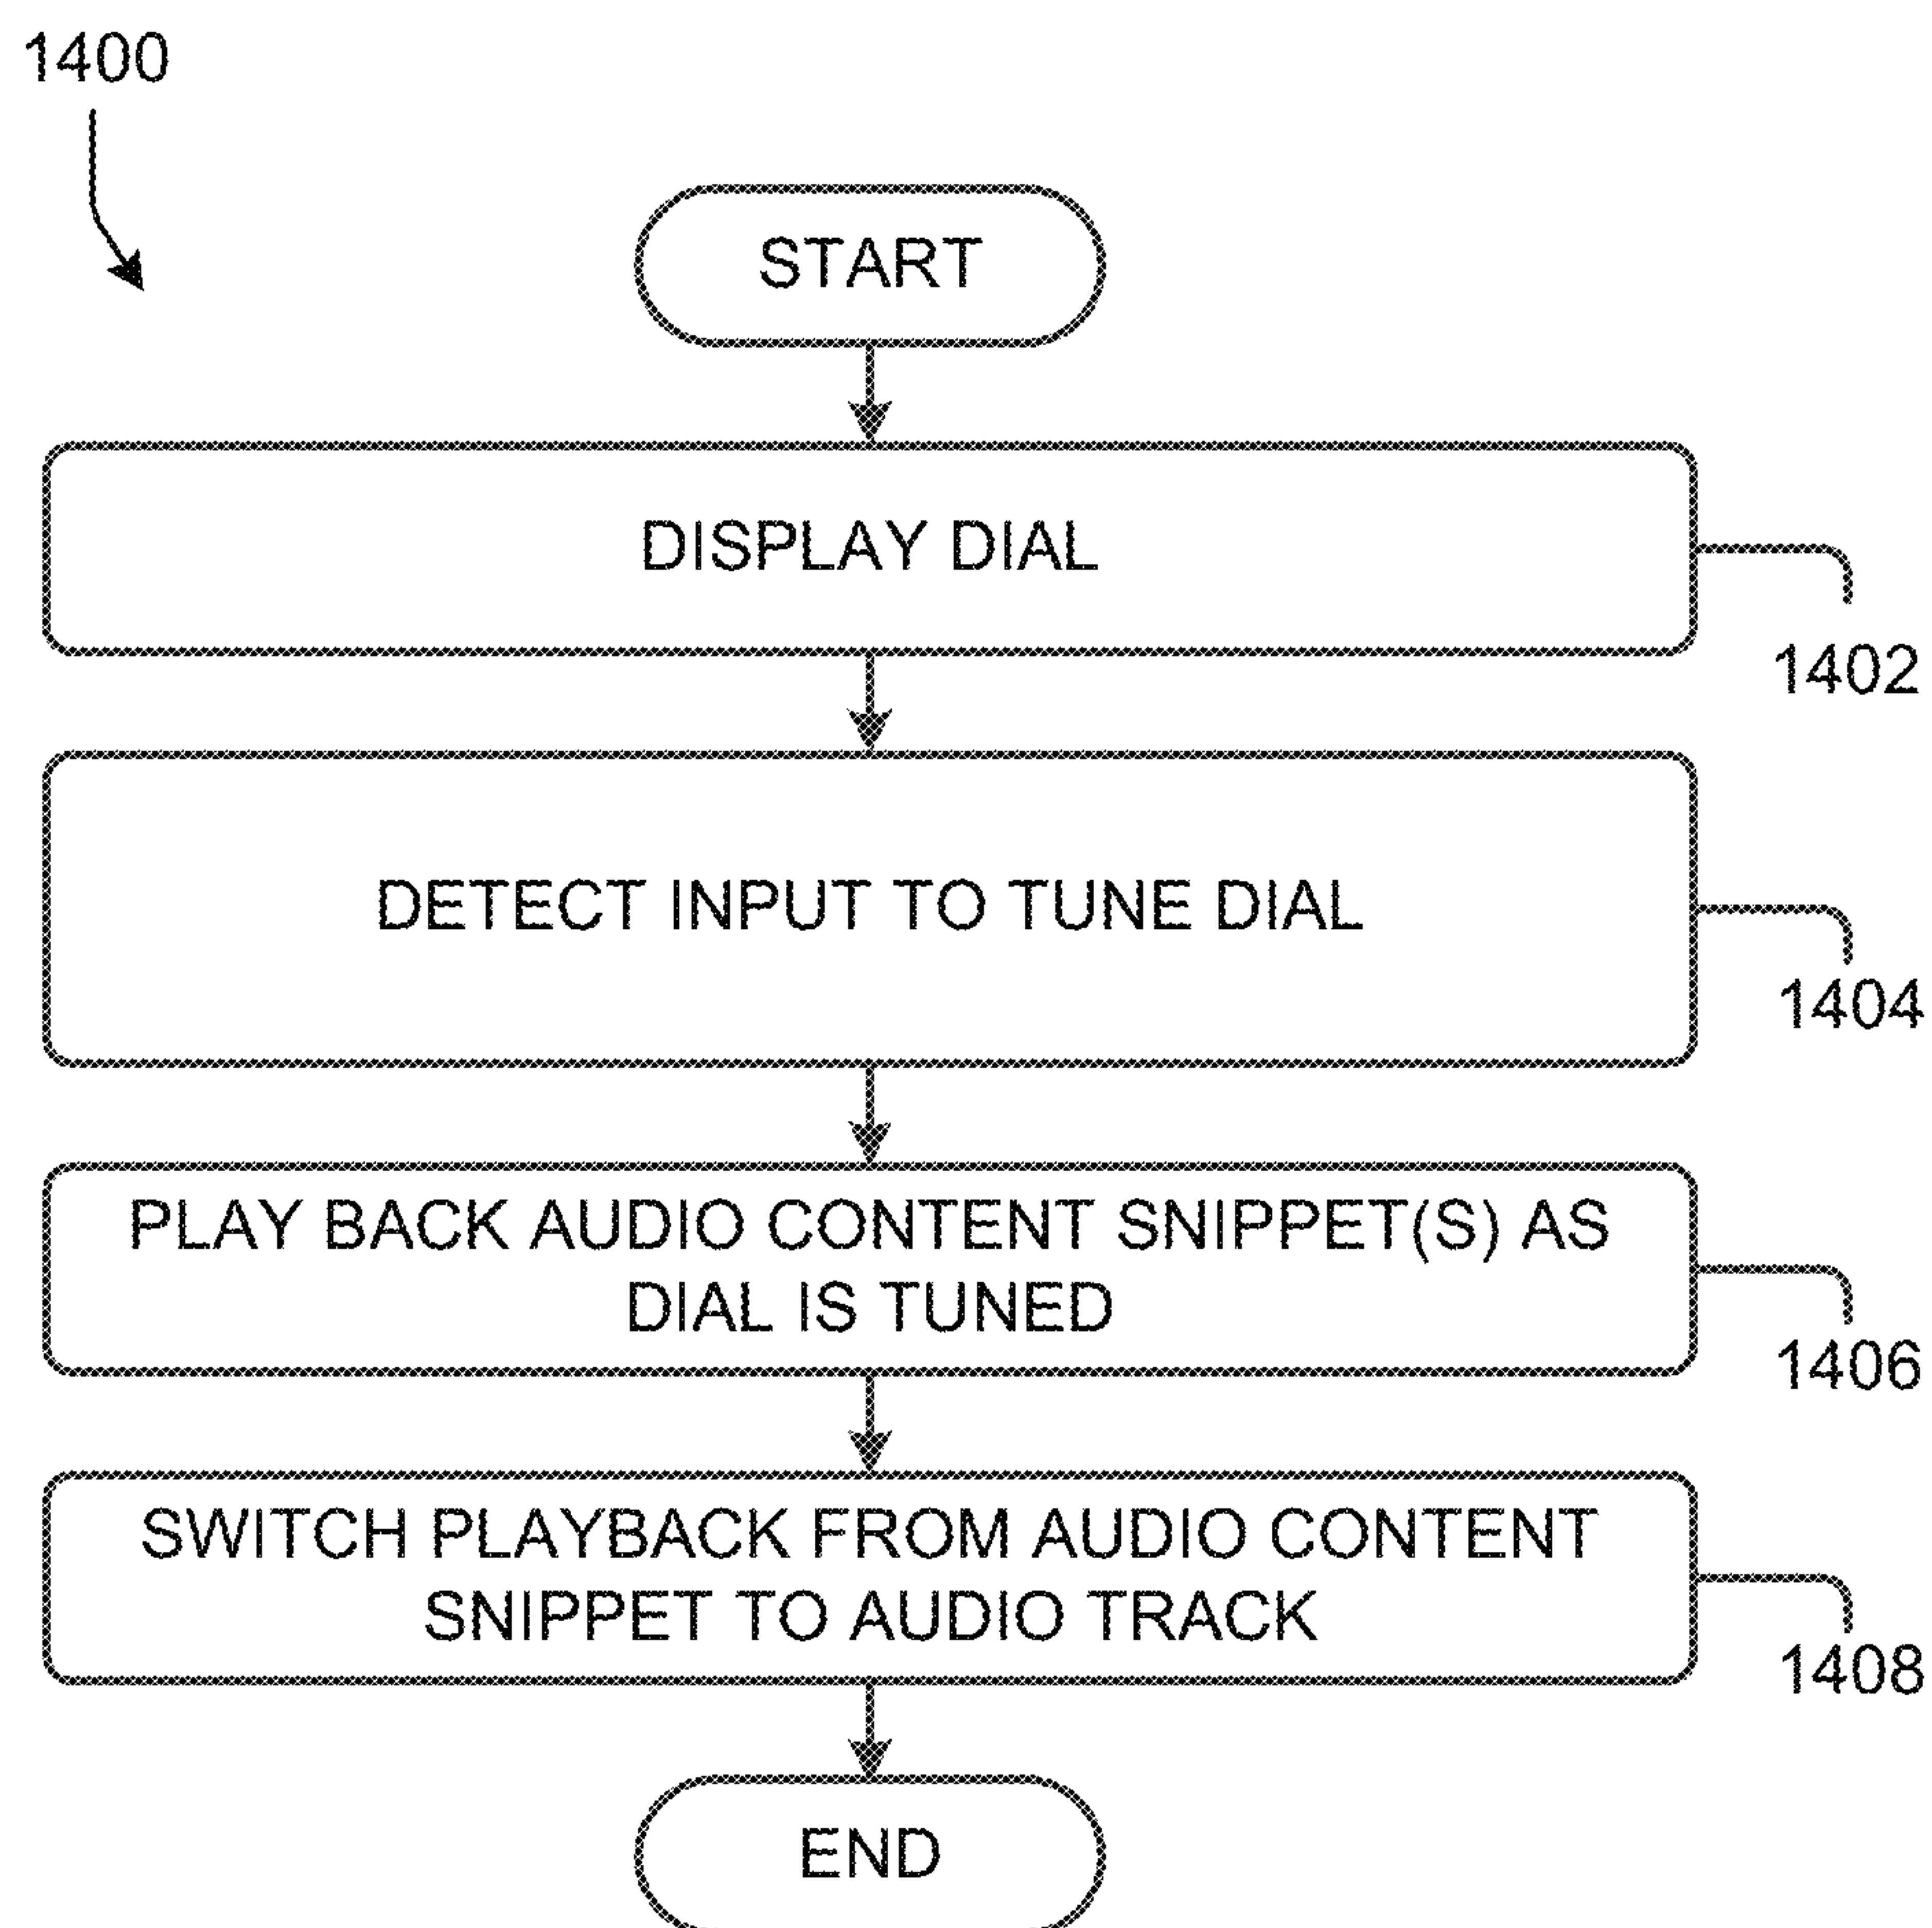 1400
START
DISPLAY DIAL
1402
DETECT INPUT TO TUNE DIAL
1404
PLAY BACK AUDIO CONTENT SNIPPET(S) AS
DIAL IS TUNED
1406
SWITCH PLAYBACK FROM AUDIO CONTENT
SNIPPET TO AUDIO TRACK
1408
END